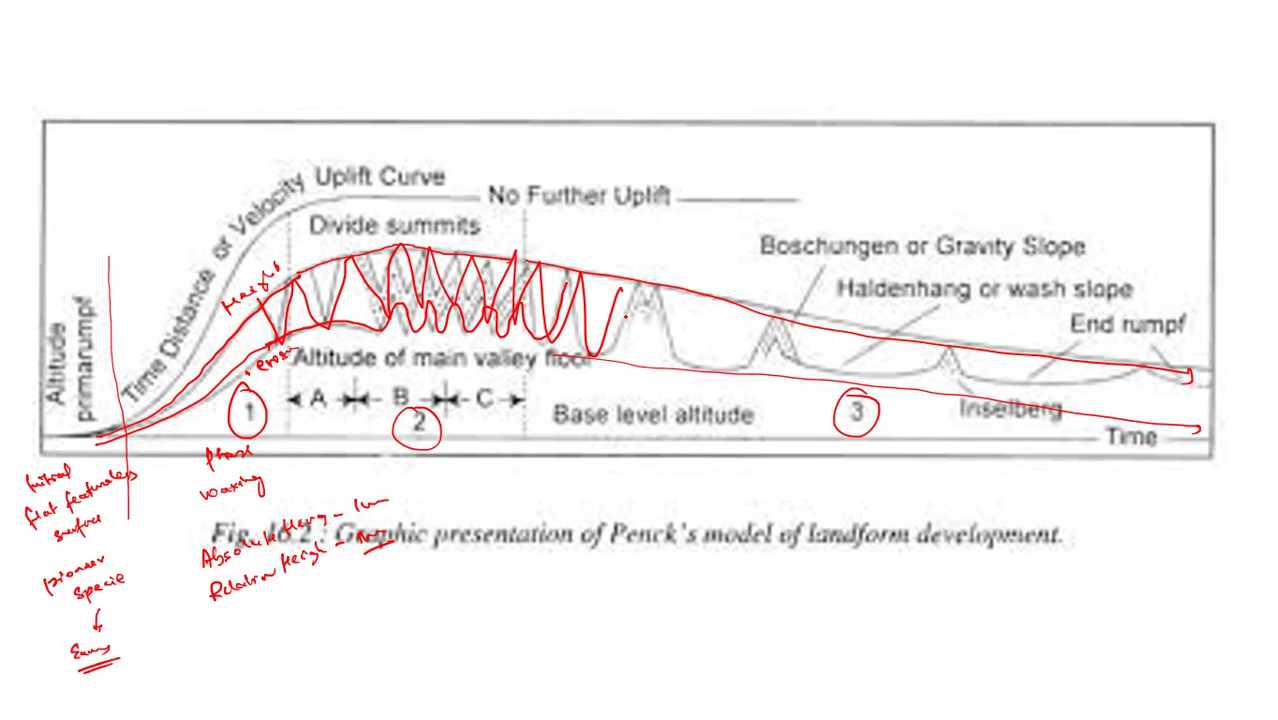 Uplift Curve
No Further Uplift
Time Distance or Velocity
Divide summits
Boschungen or Gravity Slope
Haldenhang or wash slope
End rumpf
Altitude
primarumpf
Height
Altitude of main valley floor
1
A B C
2
Base level altitude
3
Inselberg
Time
Initial
flat featureless
surface
pioneer
specie
phase
waxing
Fig. 16.2 : Graphic presentation of Penck's model of landform development.